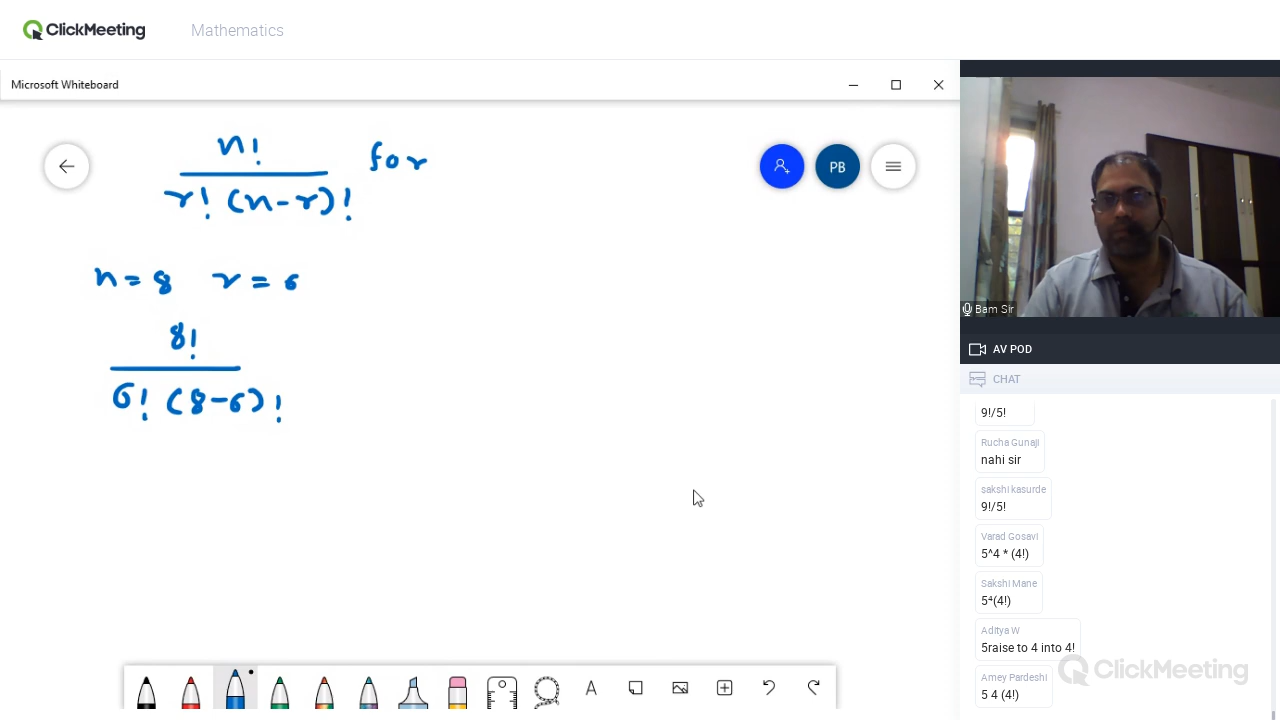 ClickMeeting Mathematics
Microsoft Whiteboard
n! for
r! (n-r)!
PB
n = 8 r = 6
8!
6! (8-6)!
A
Bam Sir
AV POD
CHAT
9!/5!
Rucha Gunaji
nahi sir
sakshi kasurde
9!/5!
Varad Gosavi
5^4 * (4!)
Sakshi Mane
5⁴(4!)
Aditya W
5raise to 4 into 4!
Amey Pardeshi
5 4 (4!)
ClickMeeting